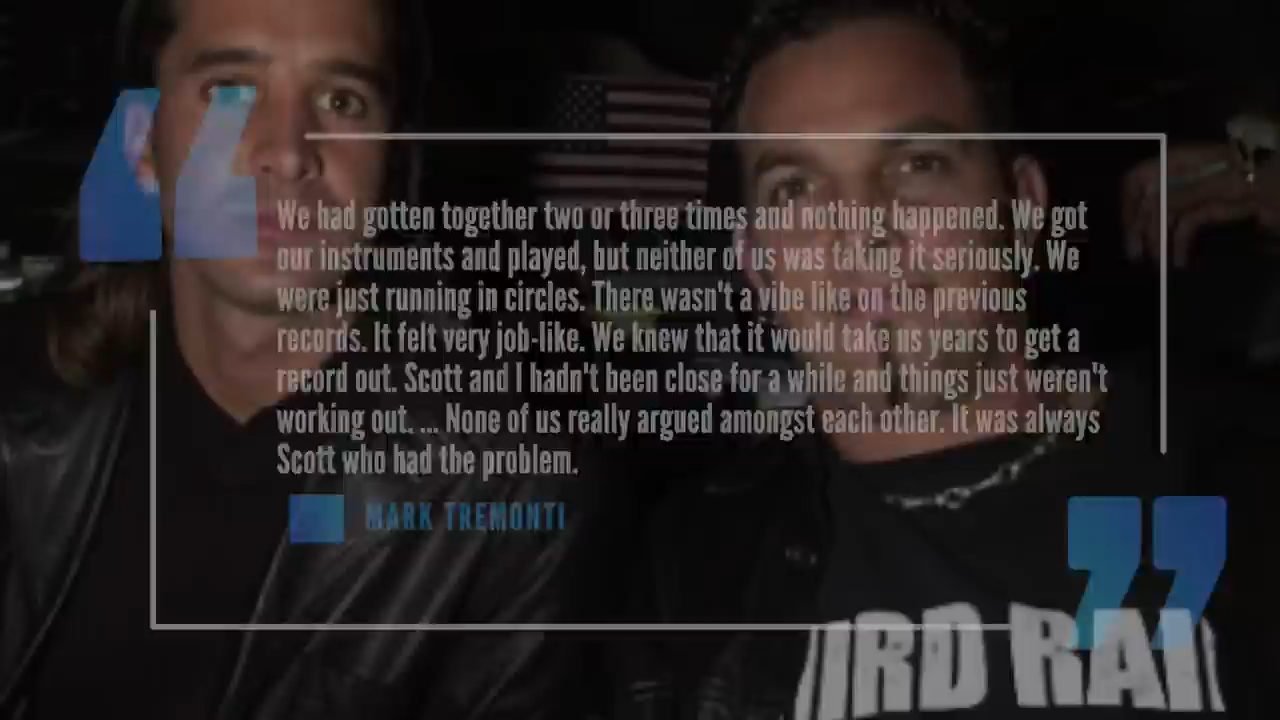 We had gotten together two or three times and nothing happened. We got
our instruments and played, but neither of us was taking it seriously. We
were just running in circles. There wasn't a vibe like on the previous
records. It felt very job-like. We knew that it would take us years to get a
record out. Scott and I hadn't been close for a while and things just weren't
working out. ... None of us really argued amongst each other. It was always
Scott who had the problem.
MARK TREMONTI
IRD RAI